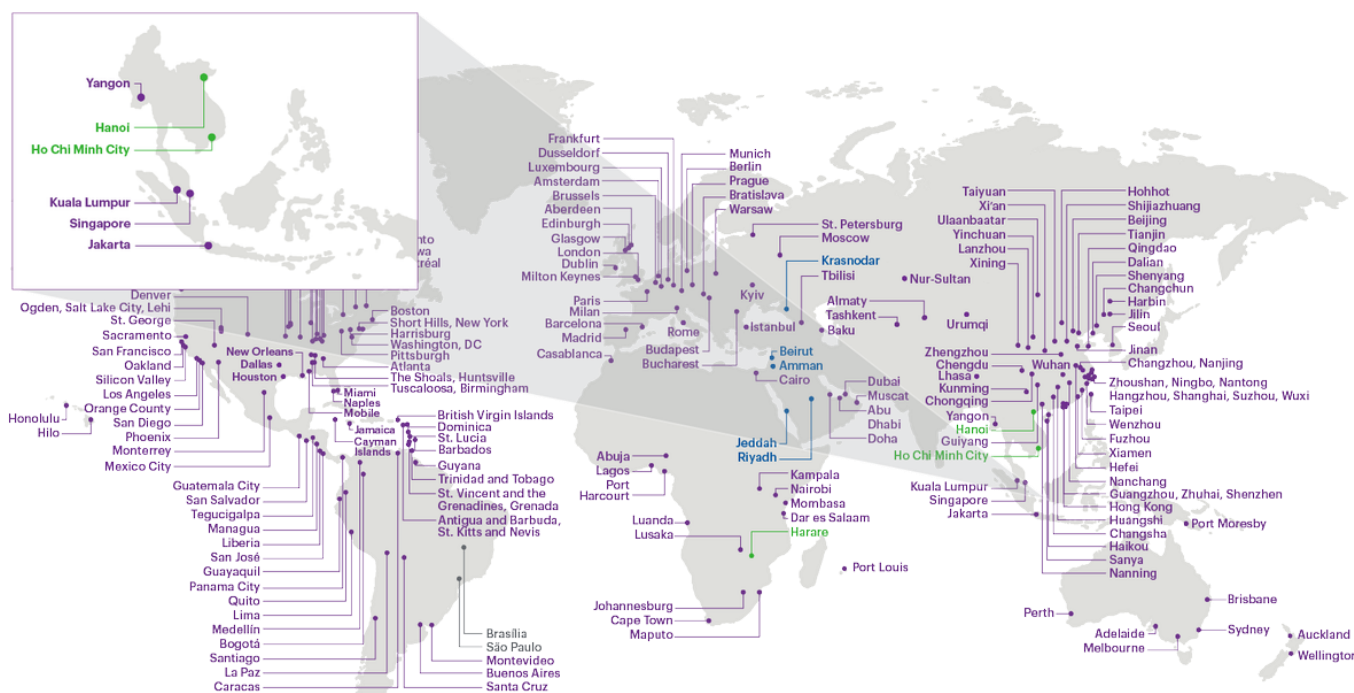 Yangon
Hanoi
Ho Chi Minh City
Kuala Lumpur
Singapore
Jakarta
Denver
Ogden, Salt Lake City, Lehi
St. George
Sacramento
San Francisco
Oakland
Silicon Valley
Los Angeles
Orange County
San Diego
Phoenix
Monterrey
Mexico City
Honolulu
Hilo
New Orleans
Dallas
Houston
Boston
Short Hills, New York
Harrisburg
Washington, DC
Pittsburgh
Atlanta
The Shoals, Huntsville
Tuscaloosa, Birmingham
Miami
Naples
Mobile
Jamaica
Cayman
Islands
British Virgin Islands
Dominica
St. Lucia
Barbados
Guyana
Trinidad and Tobago
St. Vincent and the
Grenadines, Grenada
Antigua and Barbuda,
St. Kitts and Nevis
Guatemala City
San Salvador
Tegucigalpa
Managua
Liberia
San José
Guayaquil
Panama City
Quito
Lima
Medellín
Bogotá
Santiago
La Paz
Caracas
Brasília
São Paulo
Montevideo
Buenos Aires
Santa Cruz
Frankfurt
Dusseldorf
Luxembourg
Amsterdam
Brussels
Aberdeen
Edinburgh
Glasgow
London
Dublin
Milton Keynes
Paris
Milan
Barcelona
Madrid
Casablanca
Rome
Budapest
Bucharest
Munich
Berlin
Prague
Bratislava
Warsaw
St. Petersburg
Moscow
Krasnodar
Tbilisi
Kyiv
Istanbul
Baku
Nur-Sultan
Almaty
Tashkent
Urumqi
Beirut
Amman
Cairo
Dubai
Muscat
Abu
Dhabi
Doha
Jeddah
Riyadh
Abuja
Lagos
Port
Harcourt
Luanda
Lusaka
Kampala
Nairobi
Mombasa
Dar es Salaam
Harare
Port Louis
Johannesburg
Cape Town
Maputo
Taiyuan
Xi'an
Ulaanbaatar
Yinchuan
Lanzhou
Xining
Hohhot
Shijiazhuang
Beijing
Tianjin
Qingdao
Dalian
Shenyang
Changchun
Harbin
Jilin
Seoul
Jinan
Changzhou, Nanjing
Zhengzhou
Chengdu
Wuhan
Lhasa
Kunming
Chongqing
Yangon
Hanoi
Guiyang
Ho Chi Minh City
Zhoushan, Ningbo, Nantong
Hangzhou, Shanghai, Suzhou, Wuxi
Taipei
Wenzhou
Fuzhou
Xiamen
Hefei
Nanchang
Guangzhou, Zhuhai, Shenzhen
Hong Kong
Huangshi
Changsha
Haikou
Sanya
Nanning
Kuala Lumpur
Singapore
Jakarta
Port Moresby
Perth
Adelaide
Melbourne
Brisbane
Sydney
Auckland
Wellington